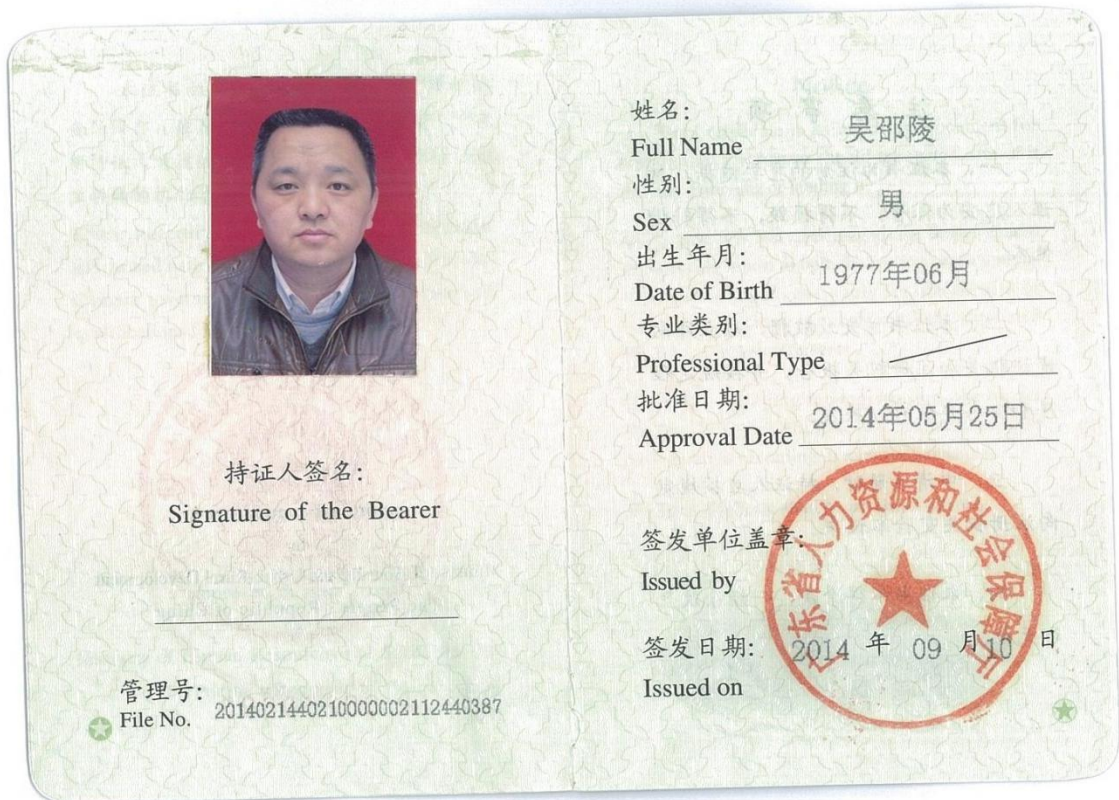 持证人签名:
Signature of the Bearer
管理号:
File No. 2014021440210000002112440387
姓名:
Full Name 吴邵陵
性别:
Sex 男
出生年月:
Date of Birth 1977年06月
专业类别:
Professional Type
批准日期:
Approval Date 2014年05月25日
签发单位盖章:
Issued by
广东省人力资源和社会保障厅
签发日期: 2014 年 09 月 10 日
Issued on